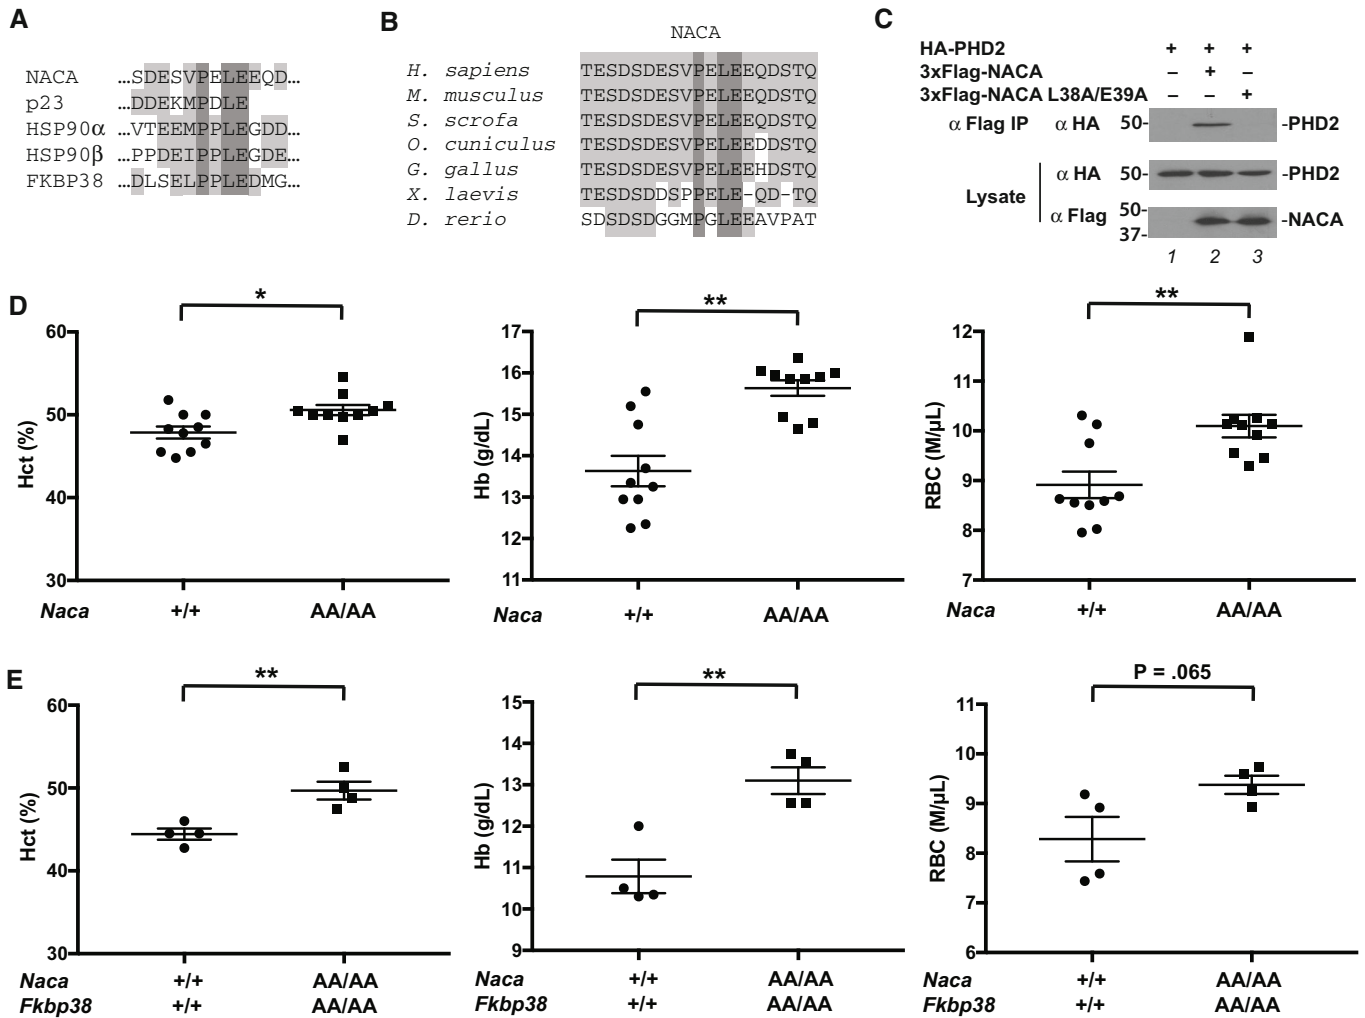 A
NACA …SDESVPELEEQD…
p23 …DDEKMPDLE
HSP90α …VTEEMPPLEGDD…
HSP90β …PPDEIPPLEGDE…
FKBP38 …DLSELPPLEDMG…
B
NACA
H. sapiens TESDSDESVPELEEQDSTQ
M. musculus TESDSDESVPELEEQDSTQ
S. scrofa TESDSDESVPELEEQDSTQ
O. cuniculus TESDSDESVPELEEDDSTQ
G. gallus TESDSDESVPELEEHDSTQ
X. laevis TESDSDDSPPELE-QD-TQ
D. rerio SDSDSDGGMPGLEEAVPAT
C
HA-PHD2 + + +
3xFlag-NACA – + –
3xFlag-NACA L38A/E39A – – +
α Flag IP α HA 50- -PHD2
Lysate
α HA 50- -PHD2
α Flag 50- -NACA
37-
1 2 3
D
*
Hct (%)
60
50
40
30
Naca +/+ AA/AA
**
Hb (g/dL)
17
16
15
14
13
12
11
Naca +/+ AA/AA
**
RBC (M/μL)
12
11
10
9
8
7
Naca +/+ AA/AA
E
**
Hct (%)
60
50
40
30
Naca +/+ AA/AA
Fkbp38 +/+ AA/AA
**
Hb (g/dL)
15
14
13
12
11
10
9
Naca +/+ AA/AA
Fkbp38 +/+ AA/AA
P = .065
RBC (M/μL)
11
10
9
8
7
6
Naca +/+ AA/AA
Fkbp38 +/+ AA/AA